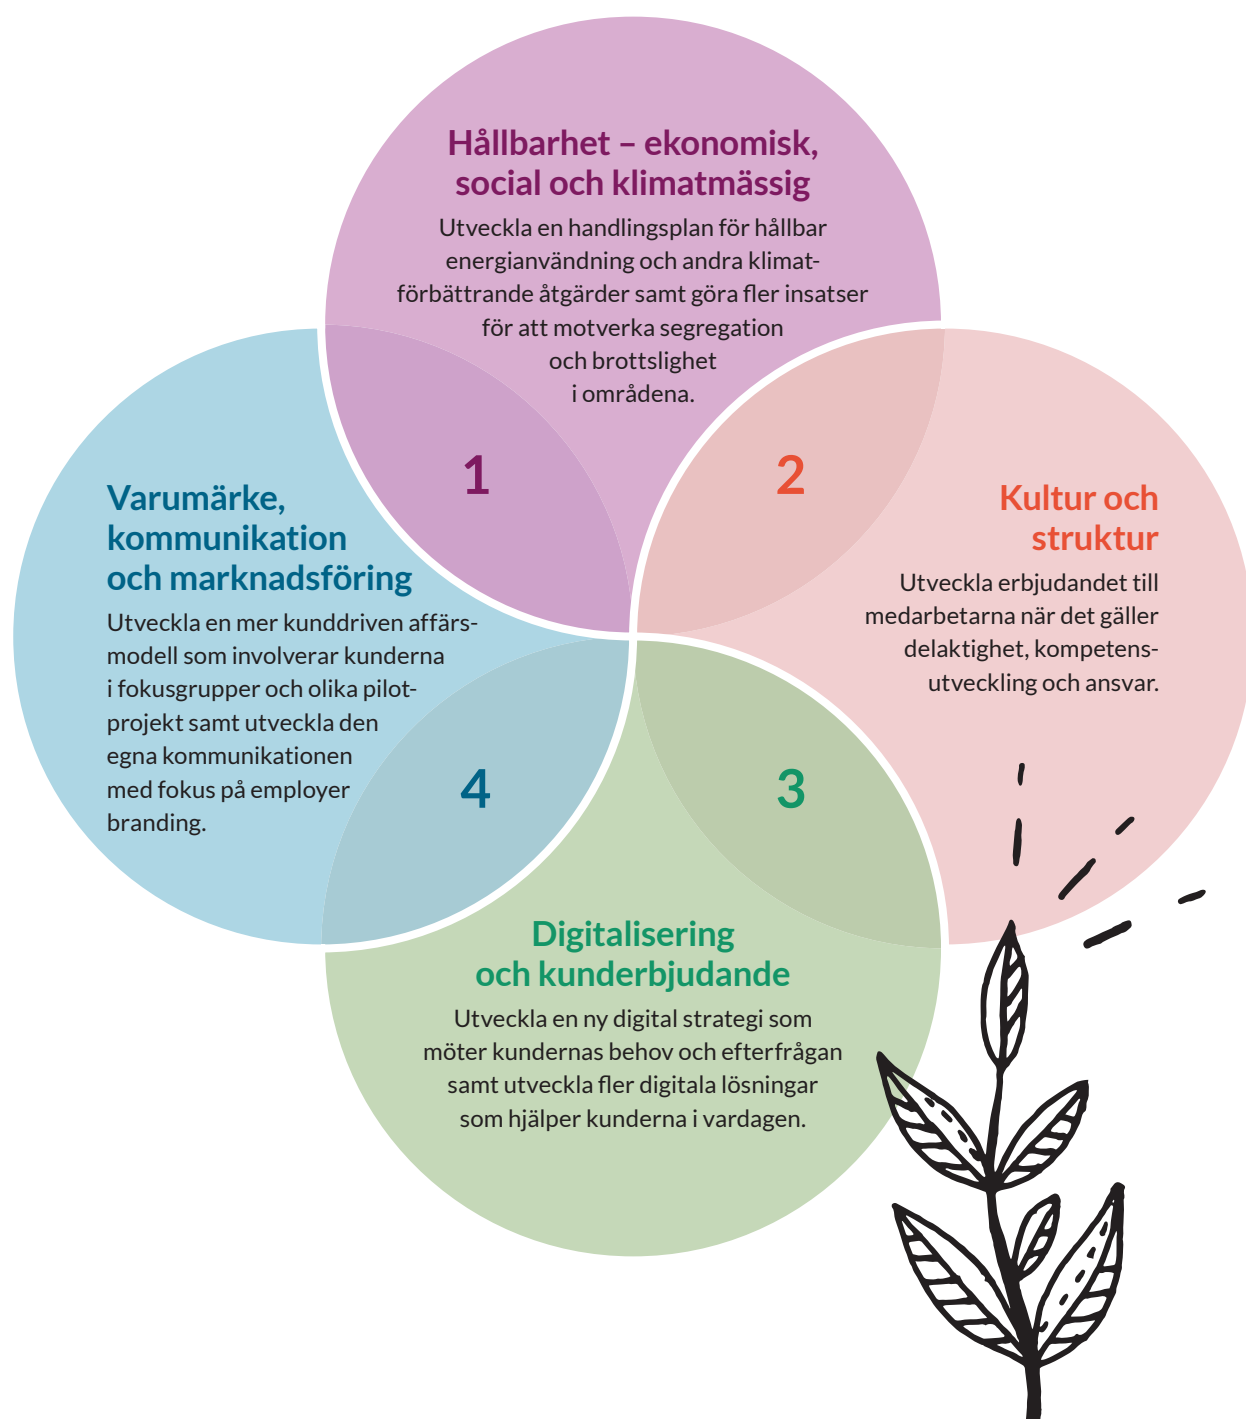 Hållbarhet – ekonomisk,
social och klimatmässig
Utveckla en handlingsplan för hållbar
energianvändning och andra klimat-
förbättrande åtgärder samt göra fler insatser
för att motverka segregation
och brottslighet
i områdena.
1
2
Varumärke,
kommunikation
och marknadsföring
Utveckla en mer kunddriven affärs-
modell som involverar kunderna
i fokusgrupper och olika pilot-
projekt samt utveckla den
egna kommunikationen
med fokus på employer
branding.
Kultur och
struktur
Utveckla erbjudandet till
medarbetarna när det gäller
delaktighet, kompetens-
utveckling och ansvar.
4
3
Digitalisering
och kunderbjudande
Utveckla en ny digital strategi som
möter kundernas behov och efterfrågan
samt utveckla fler digitala lösningar
som hjälper kunderna i vardagen.